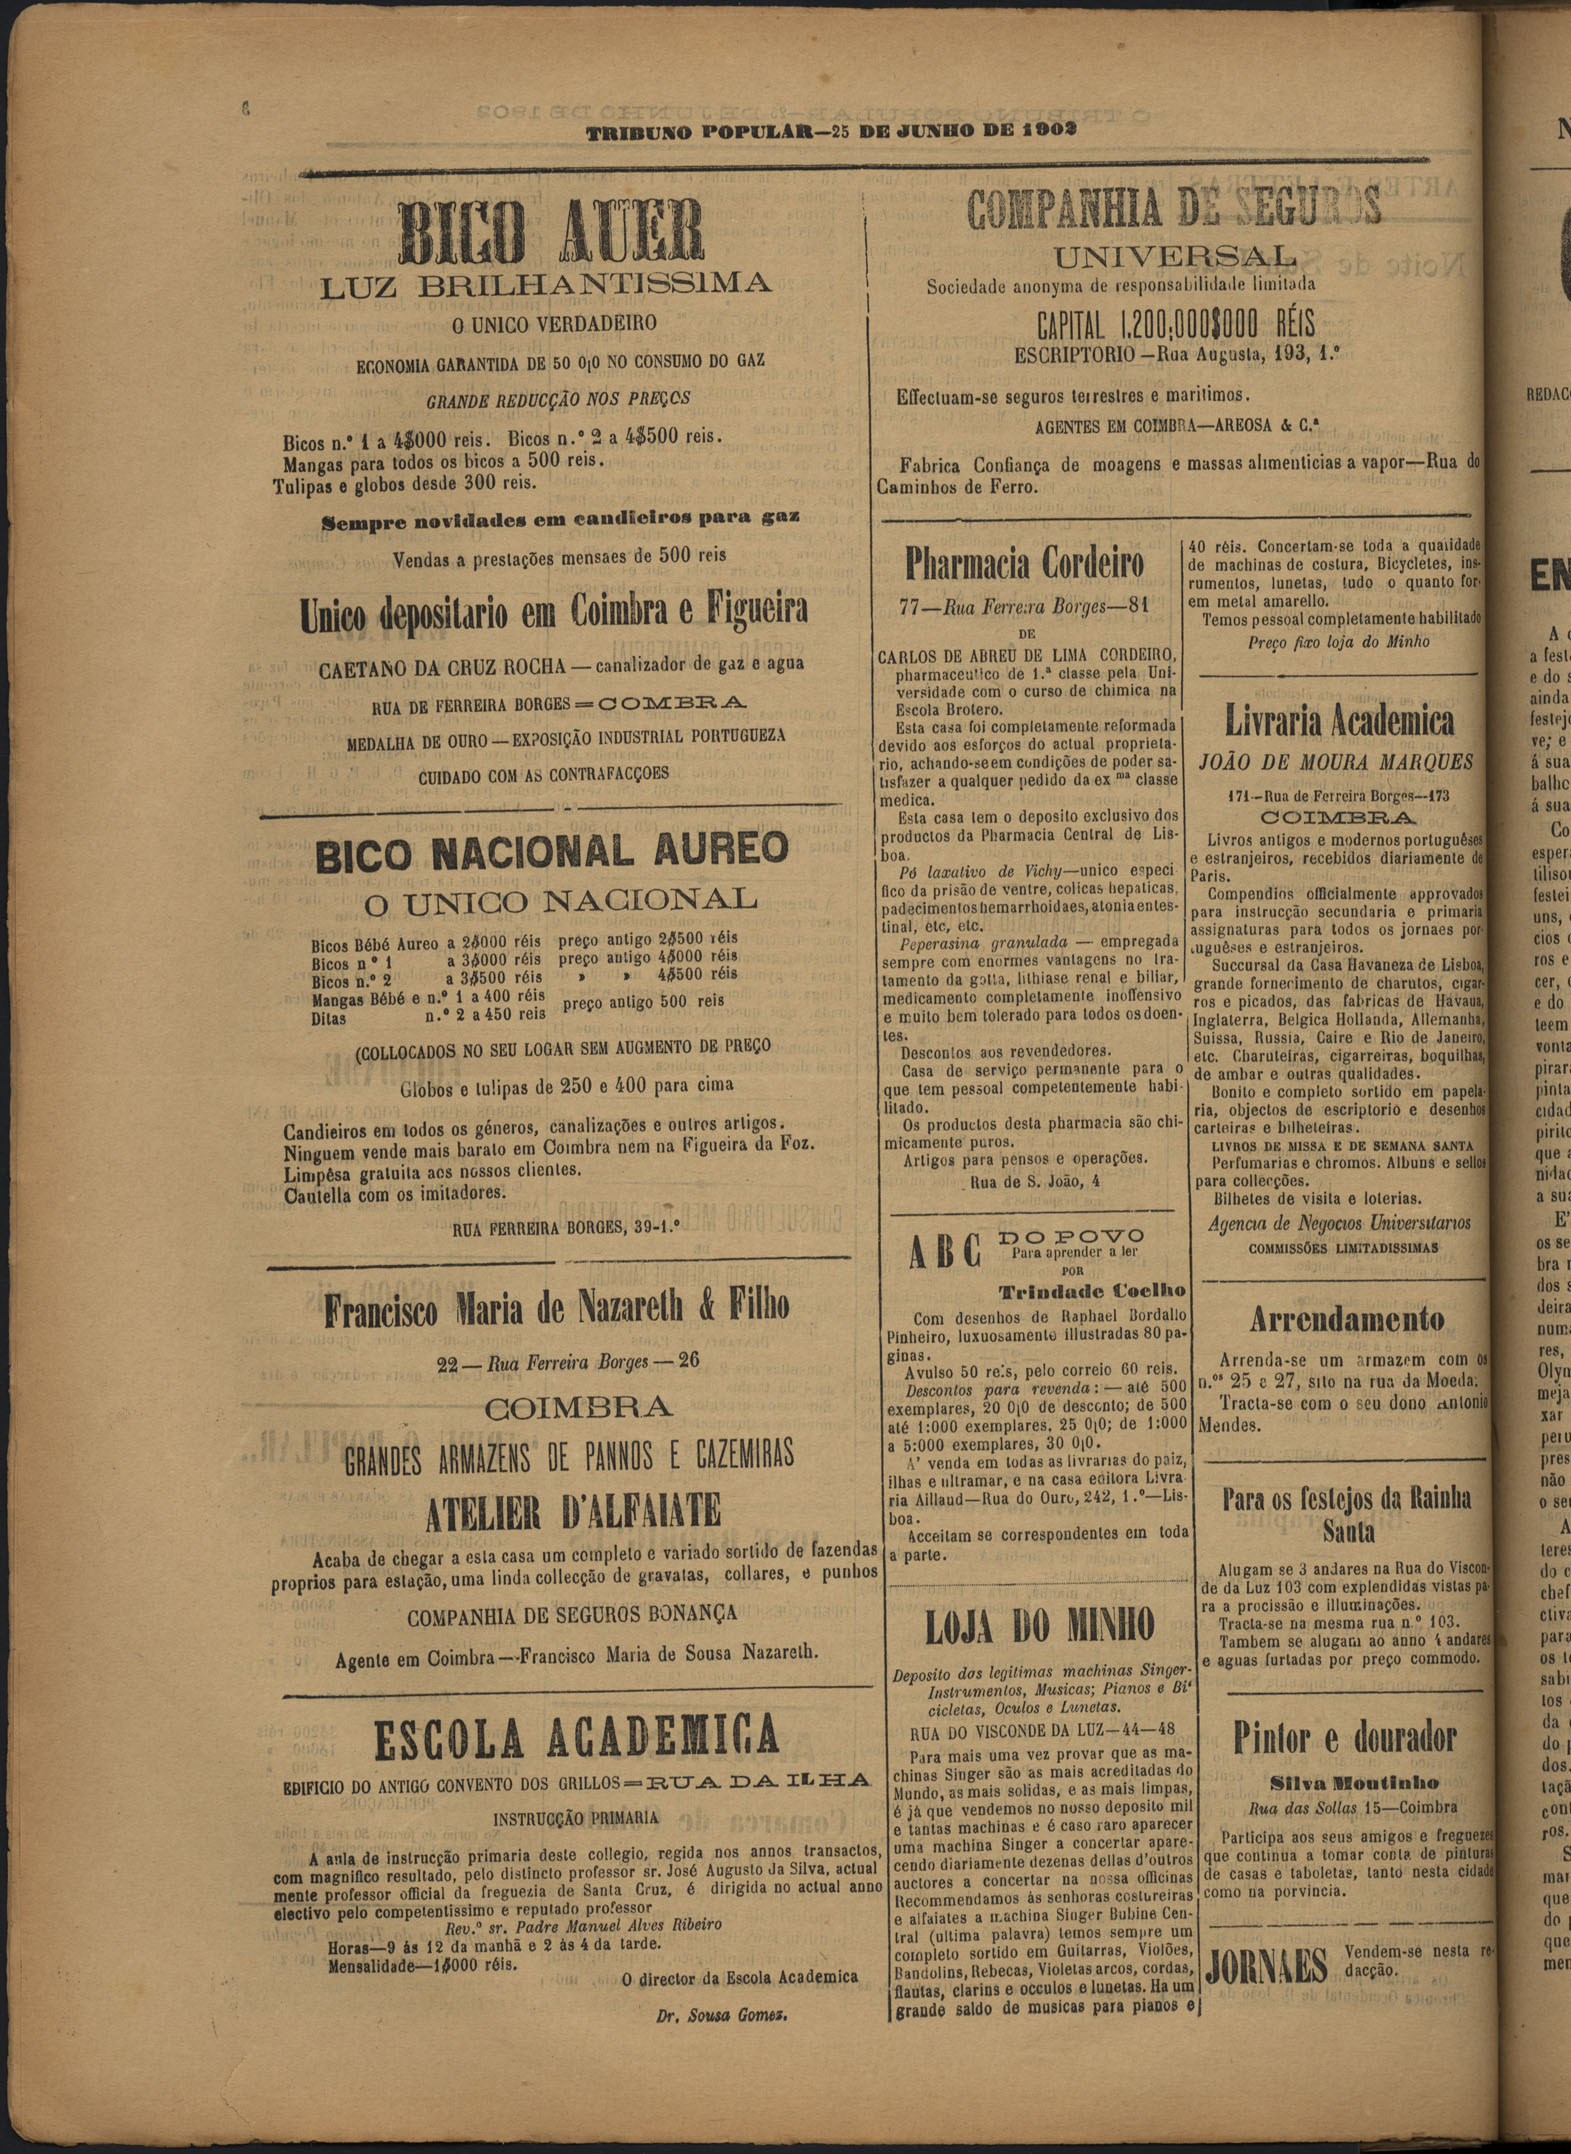 TRIBUNO POPULAR—25 DE JUNHO DE 1902
BICO AUER
LUZ BRILHANTISSIMA
O UNICO VERDADEIRO
ECONOMIA GARANTIDA DE 50 0|0 NO CONSUMO DO GAZ
GRANDE REDUCÇÃO NOS PREÇCS
Bicos n.º 1 a 4$000 reis. Bicos n.º 2 a 4$500 reis.
Mangas para todos os bicos a 500 reis.
Tulipas e globos desde 300 reis.
Sempre novidades em candieiros para gaz
Vendas a prestações mensaes de 500 reis
Unico depositario em Coimbra e Figueira
CAETANO DA CRUZ ROCHA — canalizador de gaz e agua
RUA DE FERREIRA BORGES = COMBRA
MEDALHA DE OURO — EXPOSIÇÃO INDUSTRIAL PORTUGUEZA
CUIDADO COM AS CONTRAFACÇOES
BICO NACIONAL AUREO
O UNICO NACIONAL
Bicos Bébé Aureo a 2$000 réis preço antigo 2$500 réis
Bicos n º 1 a 3$000 réis preço antigo 4$000 réis
Bicos n.º 2 a 3$500 réis » » 4$500 réis
Mangas Bébé e n.º 1 a 400 réis
Ditas n.º 2 a 450 reis preço antigo 500 reis
(COLLOCADOS NO SEU LOGAR SEM AUGMENTO DE PREÇO
Globos e tulipas de 250 e 400 para cima
Candieiros em todos os géneros, canalizações e outros artigos.
Ninguem vende mais barato em Coimbra nem na Figueira da Foz.
Limpêsa gratuita aos nossos clientes.
Cautella com os imitadores.
RUA FERREIRA BORGES, 39-1.º
Francisco Maria de Nazareth & Filho
22 — Rua Ferreira Borges — 26
COIMBRA
GRANDES ARMAZENS DE PANNOS E CAZEMIRAS
ATELIER D'ALFAIATE
Acaba de chegar a esta casa um completo e variado sortido de fazendas
proprios para estação, uma linda collecção de gravatas, collares, e punhos
COMPANHIA DE SEGUROS BONANÇA
Agente em Coimbra—Francisco Maria de Sousa Nazareth.
ESCOLA ACADEMICA
EDIFICIO DO ANTIGO CONVENTO DOS GRILLOS = RUA DA ILHA
INSTRUCÇÃO PRIMARIA
A aula de instrucção primaria deste collegio, regida nos annos transactos,
com magnifico resultado, pelo distincto professor sr. José Augusto da Silva, actual
mente professor official da freguezia de Santa Cruz, é dirigida no actual anno
electivo pelo competentissimo e reputado professor
Rev.º sr. Padre Manuel Alves Ribeiro
Horas—9 ás 12 da manhã e 2 ás 4 da tarde.
Mensalidade—1$000 réis.
O director da Escola Academica
Dr. Sousa Gomez.
COMPANHIA DE SEGUROS
UNIVERSAL
Sociedade anonyma de responsabilidade limitada
CAPITAL 1.200:000$000 RÉIS
ESCRIPTORIO—Rua Augusta, 193, 1.º
Effectuam-se seguros terrestres e maritimos.
AGENTES EM COIMBRA—AREOSA & C.ª
Fabrica Confiança de moagens e massas alimenticias a vapor—Rua do
Caminhos de Ferro.
Pharmacia Cordeiro
77—Rua Ferreira Borges—81
DE
CARLOS DE ABREU DE LIMA CORDEIRO,
pharmaceutico de 1.ª classe pela Uni-
versidade com o curso de chimica na
Escola Brotero.
Esta casa foi completamente reformada
devido aos esforços do actual proprieta-
rio, achando-se em condições de poder sa-
tisfazer a qualquer pedido da ex ma classe
medica.
Esta casa tem o deposito exclusivo dos
productos da Pharmacia Central de Lis-
boa.
Pó laxativo de Vichy—unico especi
fico da prisão de ventre, colicas hepaticas,
padecimentos hemarrhoidaes, atonia entes-
tinal, etc, etc.
Peperasina granulada — empregada
sempre com enormes vantagens no tra-
tamento da gotta, lithiase renal e biliar,
medicamento completamente inoffensivo
e muito bem tolerado para todos os doen-
tes.
Descontos aos revendedores.
Casa de serviço permanente para o
que tem pessoal competentemente habi-
litado.
Os productos desta pharmacia são chi-
micamente puros.
Artigos para pensos e operações.
Rua de S. João, 4
ABC DO POVO
Para aprender a ler
POR
Trindade Coelho
Com desenhos de Raphael Bordallo
Pinheiro, luxuosamente illustradas 80 pa-
ginas.
Avulso 50 reis, pelo correio 60 reis.
Descontos para revenda: — até 500
exemplares, 20 0|0 de desconto; de 500
até 1:000 exemplares, 25 0|0; de 1:000
a 5:000 exemplares, 30 0|0.
A' venda em todas as livrarias do paiz,
ilhas e ultramar, e na casa editora Livra-
ria Aillaud—Rua do Ouro, 242, 1.º—Lis-
boa.
Acceitam se correspondentes em toda
a parte.
LOJA DO MINHO
Deposito das legitimas machinas Singer-
Instrumentos, Musicas; Pianos e Bi'
cicletas, Oculos e Lunetas.
RUA DO VISCONDE DA LUZ—44—48
Para mais uma vez provar que as ma-
chinas Singer são as mais acreditadas do
Mundo, as mais solidas, e as mais limpas,
é já que vendemos no nosso deposito mil
e tantas machinas e é caso raro aparecer
uma machina Singer a concertar apare-
cendo diariamente dezenas dellas d'outros
auctores a concertar na nossa officinas
Recommendamos ás senhoras costureiras
e alfaiates a machina Singer Bubine Cen-
tral (ultima palavra) temos sempre um
completo sortido em Guitarras, Violões,
Bandolins, Rebecas, Violetas arcos, cordas,
flautas, clarins e occulos e lunetas. Ha um
grande saldo de musicas para pianos e
40 réis. Concertam-se toda a qualidade
de machinas de costura, Bicycletes, ins-
rumentos, lunetas, tudo o quanto for
em metal amarello.
Temos pessoal completamente habilitado
Preço fixo loja do Minho
Livraria Academica
JOÃO DE MOURA MARQUES
171—Rua de Ferreira Borges—173
COIMBRA
Livros antigos e modernos portuguêses
e estranjeiros, recebidos diariamente de
Paris.
Compendios officialmente approvados
para instrucção secundaria e primaria
assignaturas para todos os jornaes por-
tuguêses e estranjeiros.
Succursal da Casa Havaneza de Lisboa,
grande fornecimento de charutos, cigar-
ros e picados, das fabricas de Havana,
Inglaterra, Belgica Hollanda, Allemanha,
Suissa, Russia, Caire e Rio de Janeiro,
etc. Charuteiras, cigarreiras, boquilhas,
de ambar e outras qualidades.
Bonito e completo sortido em papela-
ria, objectos de escriptorio e desenhos
carteiras e bilheteiras.
LIVROS DE MISSA E DE SEMANA SANTA
Perfumarias e chromos. Albuns e sellos
para collecções.
Bilhetes de visita e loterias.
Agencia de Negocios Universitarios
COMMISSÕES LIMITADISSIMAS
Arrendamento
Arrenda-se um armazem com os
n.os 25 e 27, sito na rua da Moeda.
Tracta-se com o seu dono Antonio
Mendes.
Para os festejos da Rainha
Santa
Alugam se 3 andares na Rua do Viscon-
de da Luz 103 com explendidas vistas pa-
ra a procissão e illuminações.
Tracta-se na mesma rua n.º 103.
Tambem se alugam ao anno 4 andares
e aguas furtadas por preço commodo.
Pintor e dourador
Silva Moutinho
Rua das Sollas 15—Coimbra
Participa aos seus amigos e freguezes
que continua a tomar conta de pinturas
de casas e taboletas, tanto nesta cidade
como na porvincia.
JORNAES Vendem-se nesta re-
dacção.